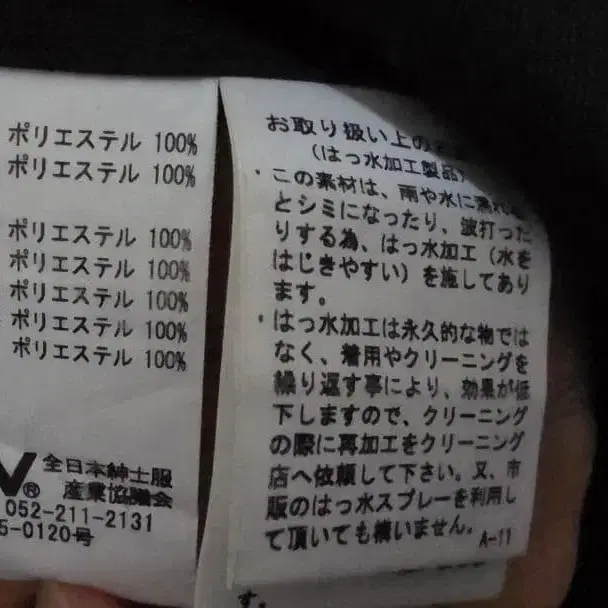 ポリエステル 100%
ポリエステル 100%
ポリエステル 100%
ポリエステル 100%
ポリエステル 100%
ポリエステル 100%
ポリエステル 100%
全日本紳士服
®産業協議会
052-211-2131
5-0120号
お取り扱い上の
(はっ水加工製品)
・この素材は、雨や水に濡れ
とシミになったり、波打った
りする為、はっ水加工(水を
はじきやすい)を施してあり
ます。
・はっ水加工は永久的な物では
なく、着用やクリーニングを
繰り返す事により、効果が低
下しますので、クリーニング
の際に再加工をクリーニング
店へ依頼して下さい。又、市
販のはっ水スプレーを利用し
て頂いても構いません。 A-11
す。